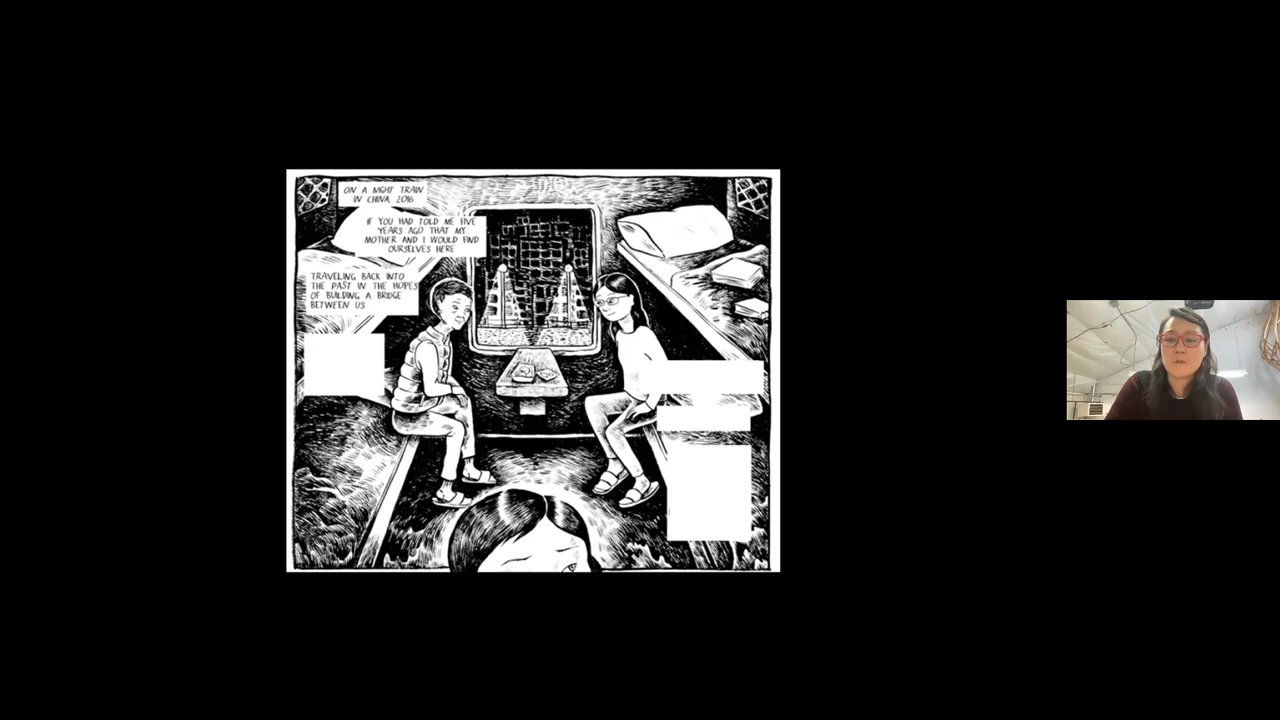 ON A NIGHT TRAIN
IN CHINA, 2016
IF YOU HAD TOLD ME FIVE
YEARS AGO THAT MY
MOTHER AND I WOULD FIND
OURSELVES HERE
TRAVELING BACK INTO
THE PAST IN THE HOPES
OF BUILDING A BRIDGE
BETWEEN US